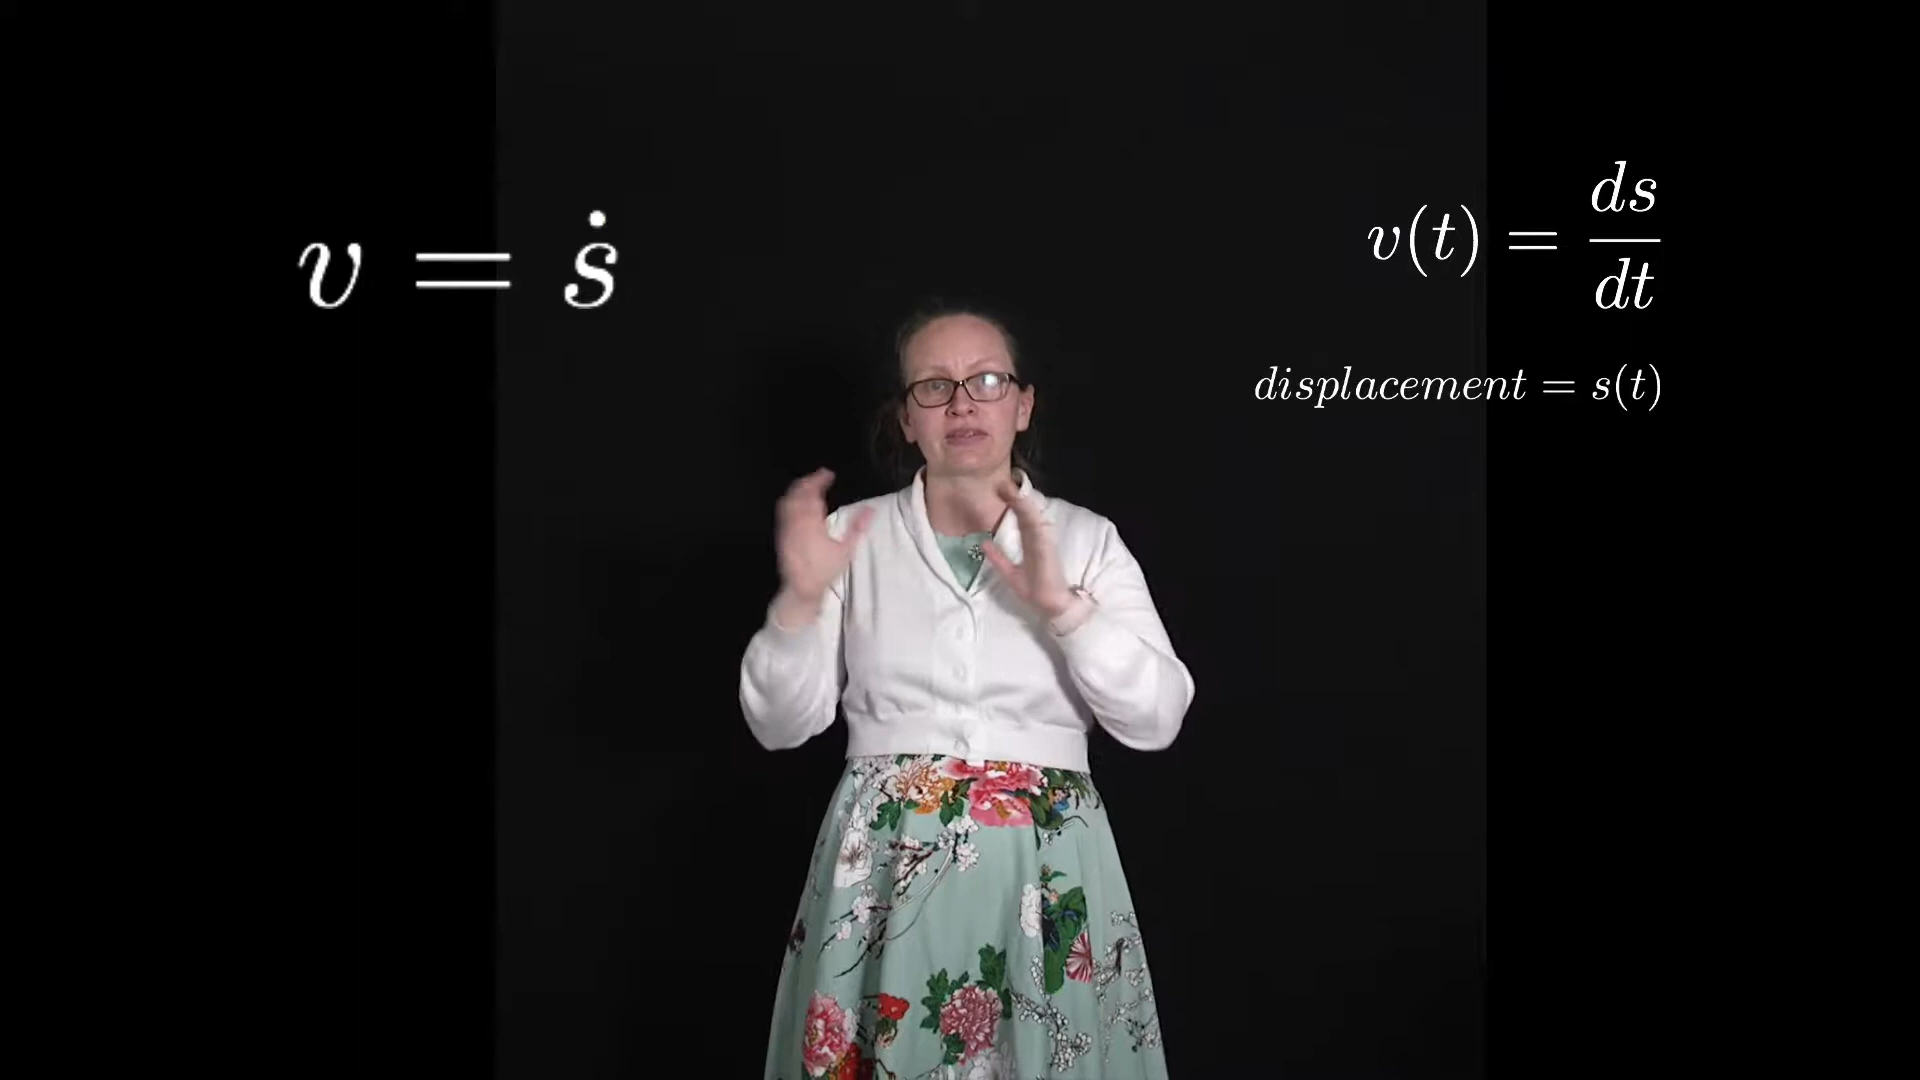 v = ṡ
v(t) = ds/dt
displacement = s(t)